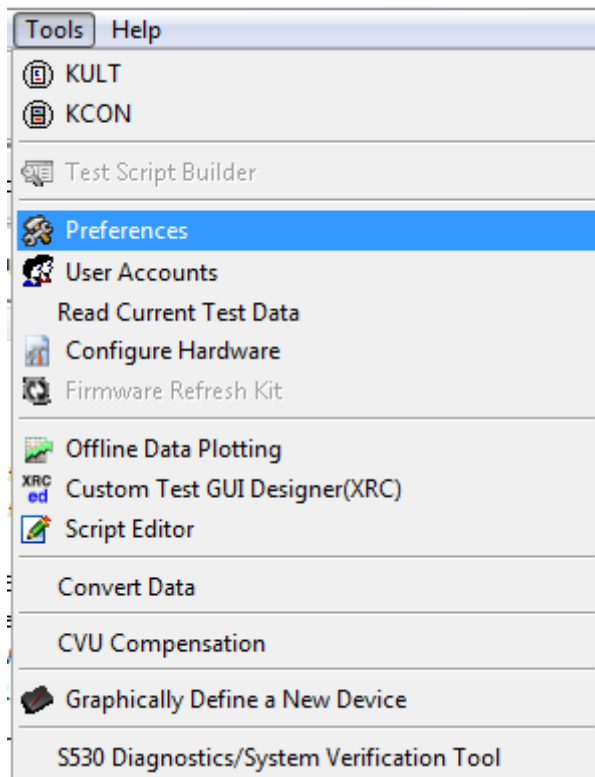 Tools Help
KULT
KCON
Test Script Builder
Preferences
User Accounts
Read Current Test Data
Configure Hardware
Firmware Refresh Kit
Offline Data Plotting
XRC
ed
Custom Test GUI Designer(XRC)
Script Editor
Convert Data
CVU Compensation
Graphically Define a New Device
S530 Diagnostics/System Verification Tool